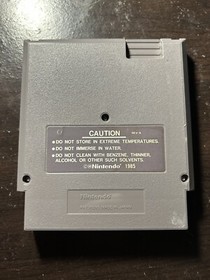 CAUTION
●DO NOT STORE IN EXTREME TEMPERATURES.
●DO NOT IMMERSE IN WATER.
●DO NOT CLEAN WITH BENZENE, THINNER,
ALCOHOL OR OTHER SUCH SOLVENTS.
©Nintendo® 1985
Nintendo